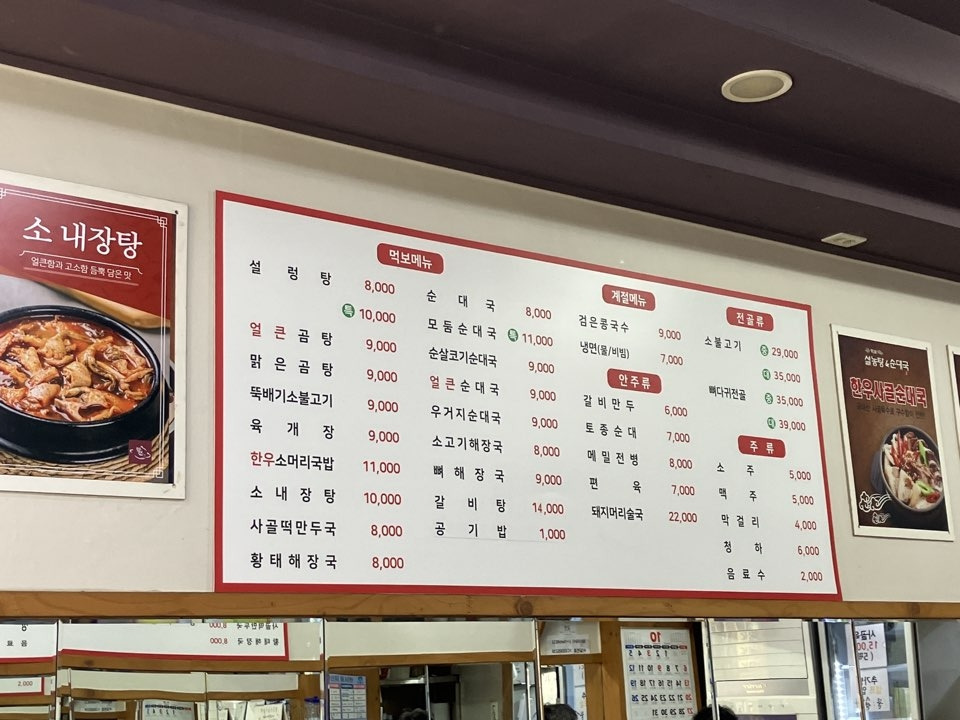 소 내장탕
얼큰함과 고소함 듬뿍 담은 맛
먹보메뉴
설렁탕 8,000
특 10,000
얼큰곰탕 9,000
맑은곰탕 9,000
뚝배기소불고기 9,000
육개장 9,000
한우소머리국밥 11,000
소내장탕 10,000
사골떡만두국 8,000
황태해장국 8,000
순대국 8,000
모둠순대국 특 11,000
순살코기순대국 9,000
얼큰순대국 9,000
우거지순대국 9,000
소고기해장국 9,000
뼈해장국 9,000
갈비탕 14,000
공기밥 1,000
계절메뉴
검은콩국수 9,000
냉면(물/비빔) 7,000
안주류
갈비만두 6,000
토종순대 7,000
메밀전병 8,000
편육 7,000
돼지머리술국 22,000
전골류
소불고기 중 29,000
대 35,000
뼈다귀전골 중 35,000
대 39,000
주류
소주 5,000
맥주 5,000
막걸리 4,000
청하 6,000
음료수 2,000
설농탕&순대국
한우사골순대국
10